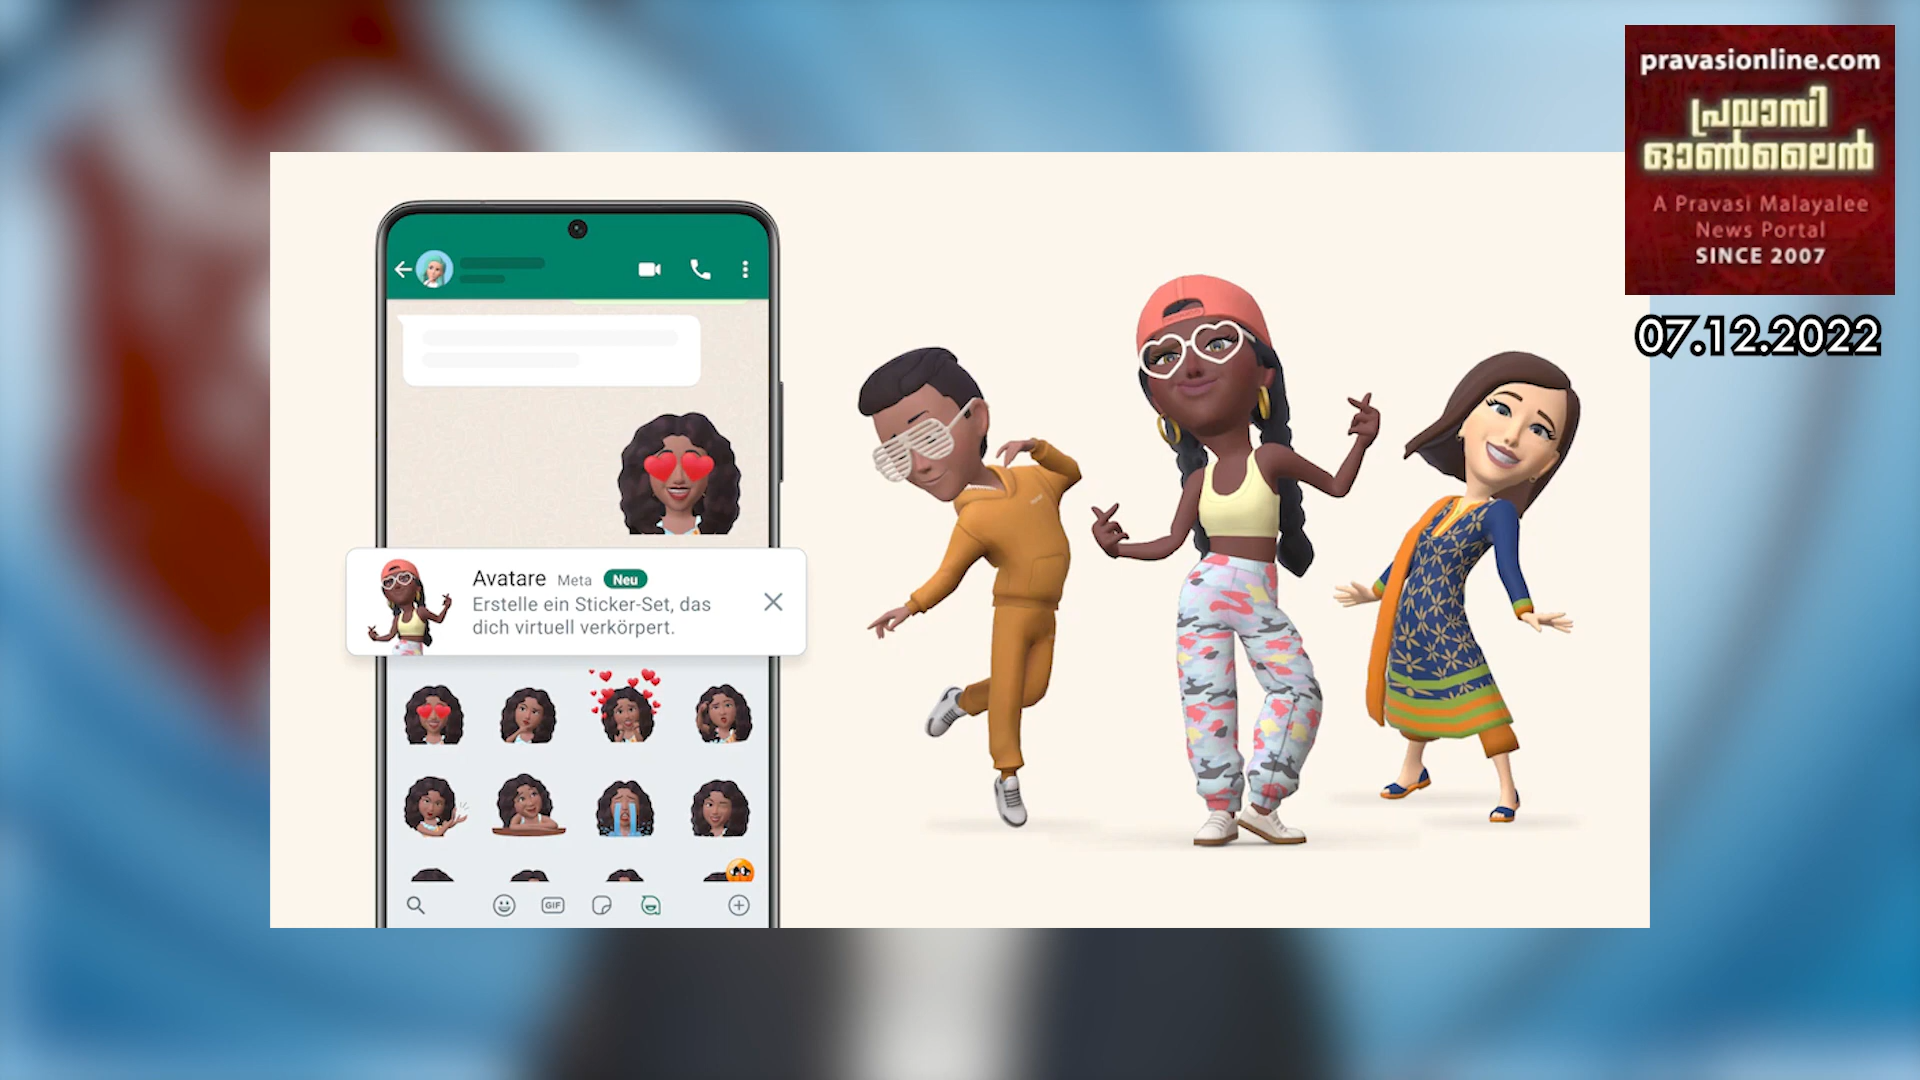 pravasionline.com
പ്രവാസി
ഓൺലൈൻ
A Pravasi Malayalee
News Portal
SINCE 2007
07.12.2022
Avatare Meta Neu
Erstelle ein Sticker-Set, das
dich virtuell verkörpert.
GIF